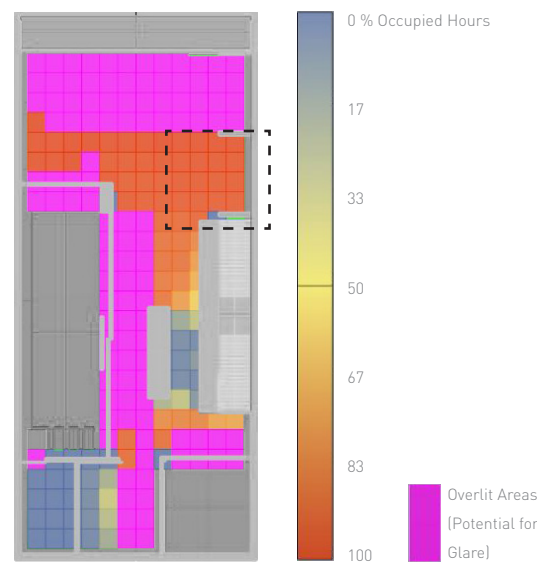 0 % Occupied Hours
17
33
50
67
83
100
Overlit Areas
(Potential for
Glare)